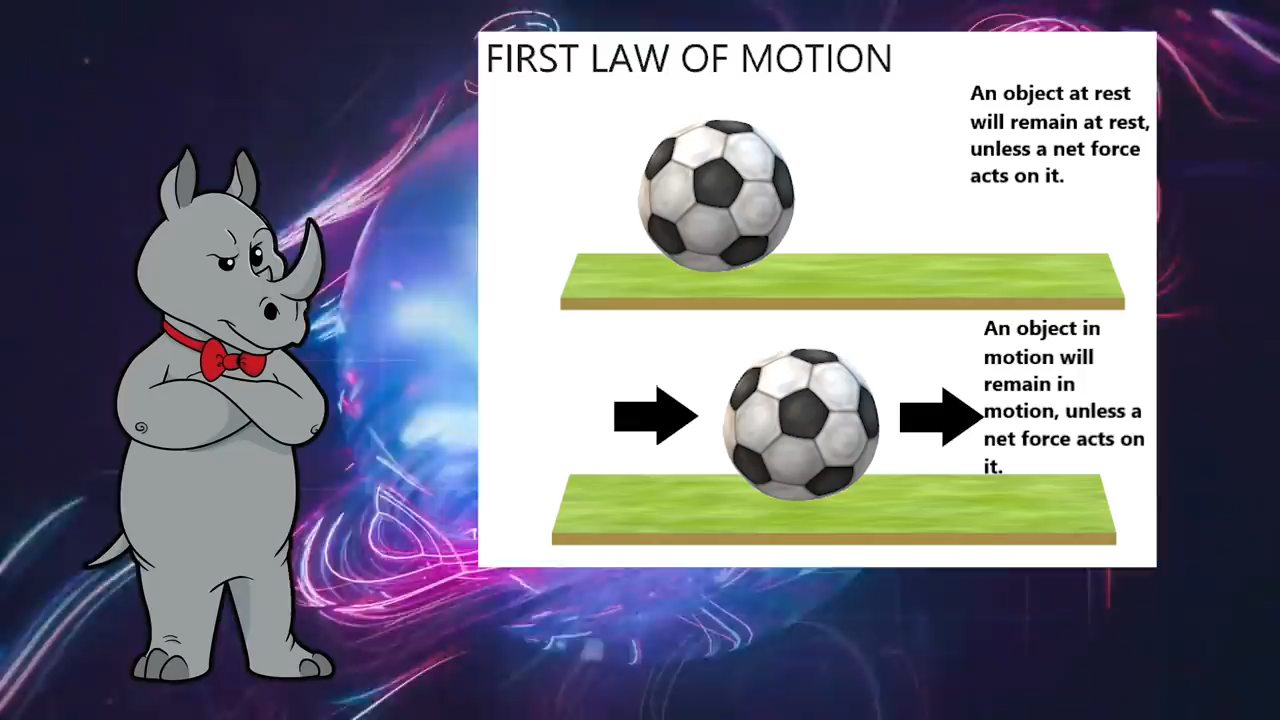 FIRST LAW OF MOTION
An object at rest
will remain at rest,
unless a net force
acts on it.
An object in
motion will
remain in
motion, unless a
net force acts on
it.